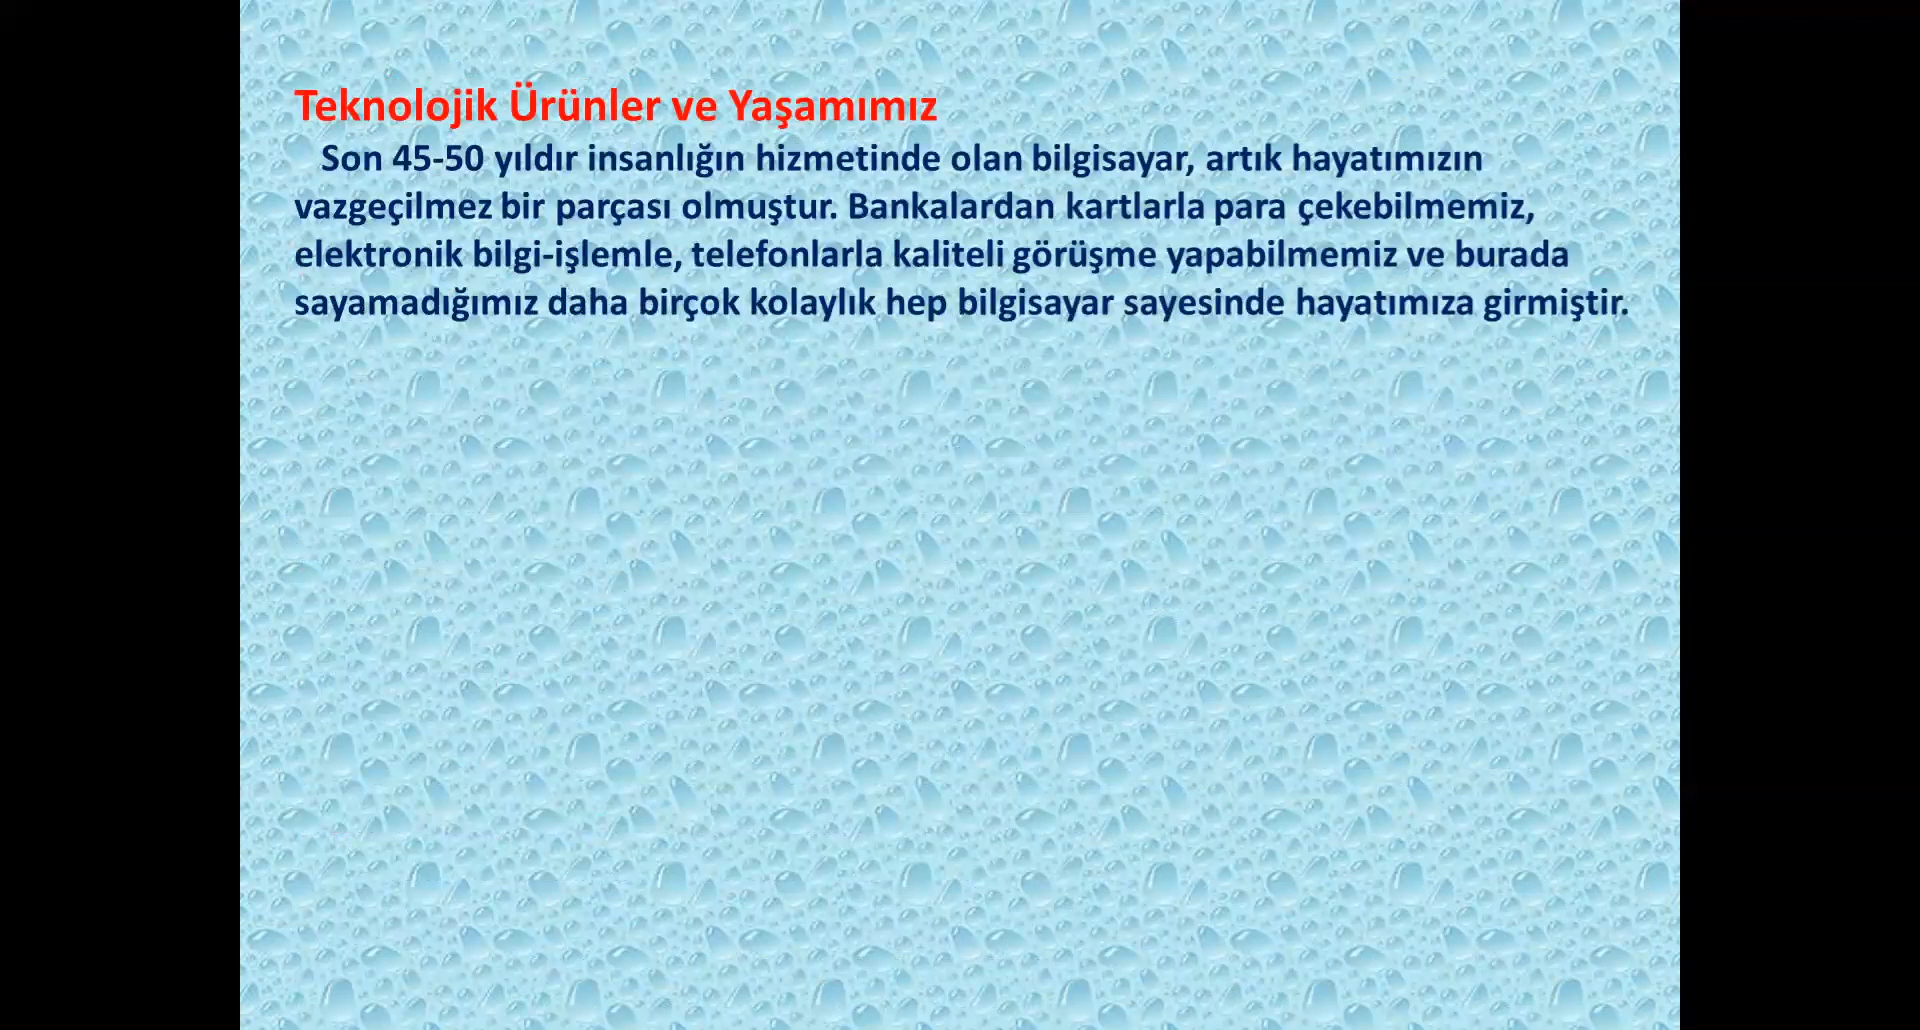 Teknolojik Ürünler ve Yaşamımız
Son 45-50 yıldır insanlığın hizmetinde olan bilgisayar, artık hayatımızın
vazgeçilmez bir parçası olmuştur. Bankalardan kartlarla para çekebilmemiz,
elektronik bilgi-işlemle, telefonlarla kaliteli görüşme yapabilmemiz ve burada
sayamadığımız daha birçok kolaylık hep bilgisayar sayesinde hayatımıza girmiştir.